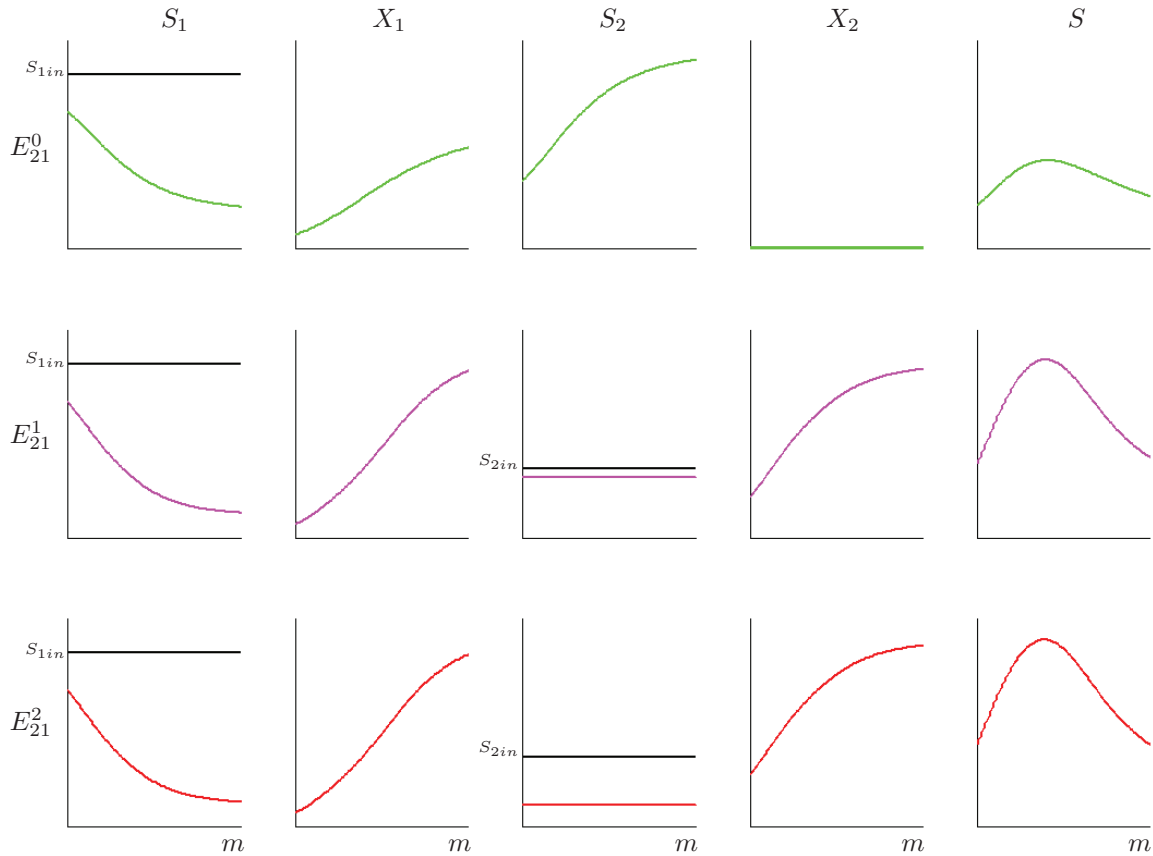 S₁ X₁ S₂ X₂ S
S₁ᵢₙ
E⁰₂₁
S₁ᵢₙ
E¹₂₁
S₂ᵢₙ
S₁ᵢₙ
E²₂₁
S₂ᵢₙ
m m m m m